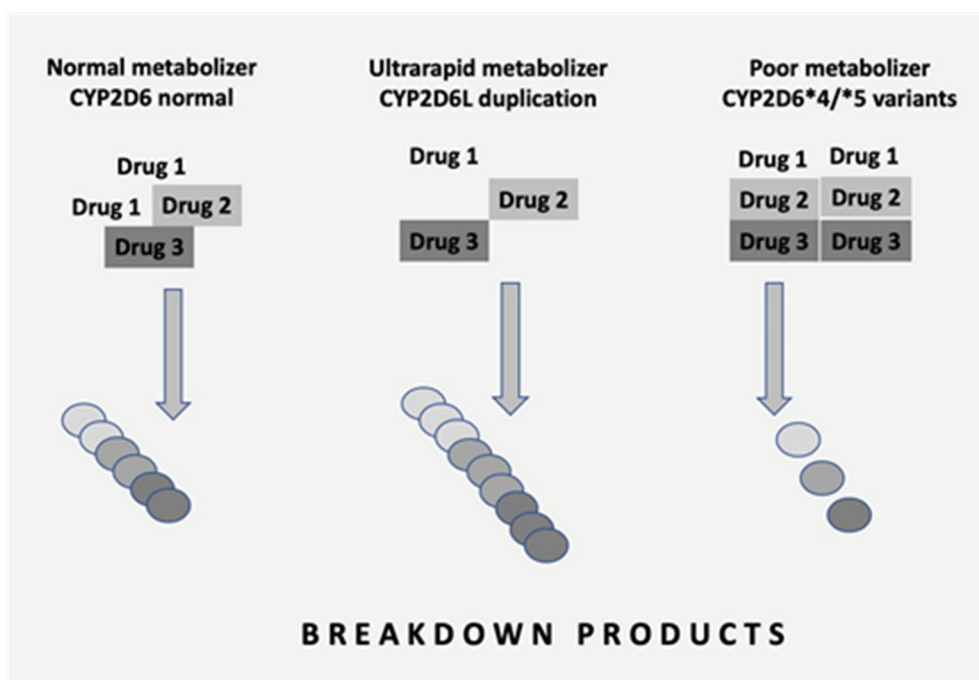 Normal metabolizer
CYP2D6 normal
Drug 1
Drug 1 Drug 2
Drug 3
Ultrarapid metabolizer
CYP2D6L duplication
Drug 1
Drug 2
Drug 3
Poor metabolizer
CYP2D6*4/*5 variants
Drug 1 Drug 1
Drug 2 Drug 2
Drug 3 Drug 3
BREAKDOWN PRODUCTS